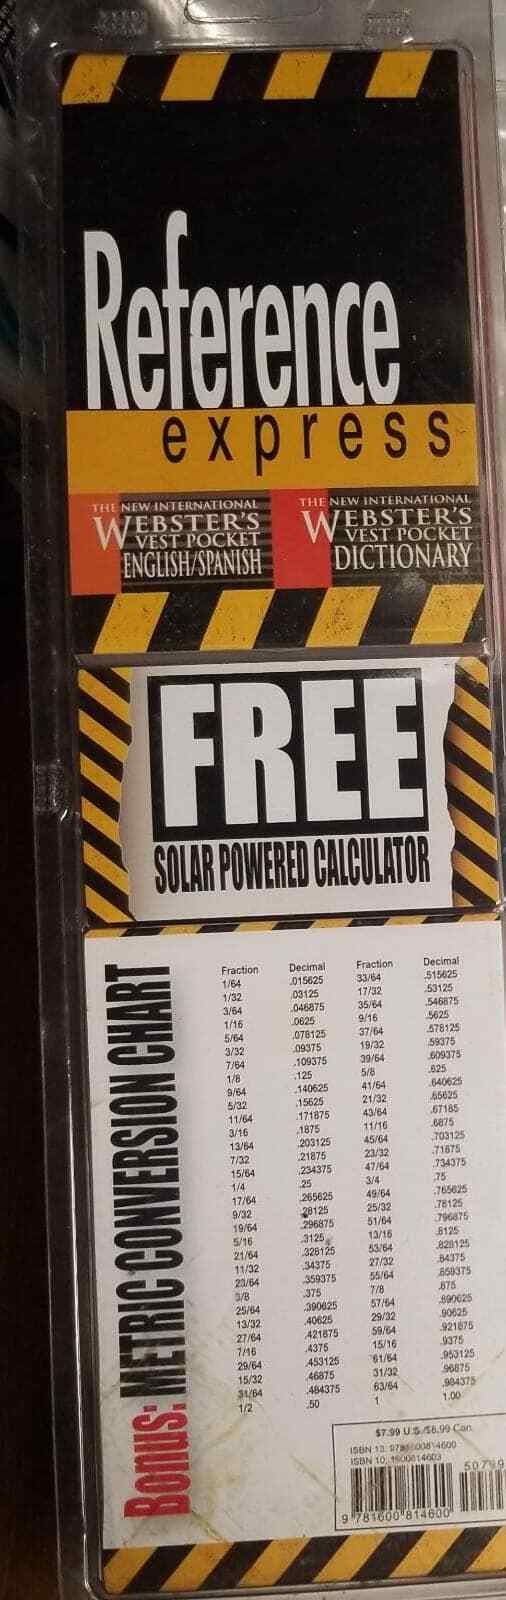 Reference
express
THE NEW INTERNATIONAL
WEBSTER'S
VEST POCKET
ENGLISH/SPANISH
THE NEW INTERNATIONAL
WEBSTER'S
VEST POCKET
DICTIONARY
FREE
SOLAR POWERED CALCULATOR
Bonus: METRIC CONVERSION CHART
Fraction Decimal Fraction Decimal
1/64 .015625 33/64 .515625
1/32 .03125 17/32 .53125
3/64 .046875 35/64 .546875
1/16 .0625 9/16 .5625
5/64 .078125 37/64 .578125
3/32 .09375 19/32 .59375
7/64 .109375 39/64 .609375
1/8 .125 5/8 .625
9/64 .140625 41/64 .640625
5/32 .15625 21/32 .65625
11/64 .171875 43/64 .67185
3/16 .1875 11/16 .6875
13/64 .203125 45/64 .703125
7/32 .21875 23/32 .71875
15/64 .234375 47/64 .734375
1/4 .25 3/4 .75
17/64 .265625 49/64 .765625
9/32 .28125 25/32 .78125
19/64 .296875 51/64 .796875
5/16 .3125 13/16 .8125
21/64 .328125 53/64 .828125
11/32 .34375 27/32 .84375
23/64 .359375 55/64 .859375
3/8 .375 7/8 .875
25/64 .390625 57/64 .890625
13/32 .40625 29/32 .90625
27/64 .421875 59/64 .921875
7/16 .4375 15/16 .9375
29/64 .453125 61/64 .953125
15/32 .46875 31/32 .96875
31/64 .484375 63/64 .984375
1/2 .50 1 1.00
$7.99 U.S./$8.99 Can.
ISBN 13: 9781600814600
ISBN 10: 1600814603
50799
9 781600 814600